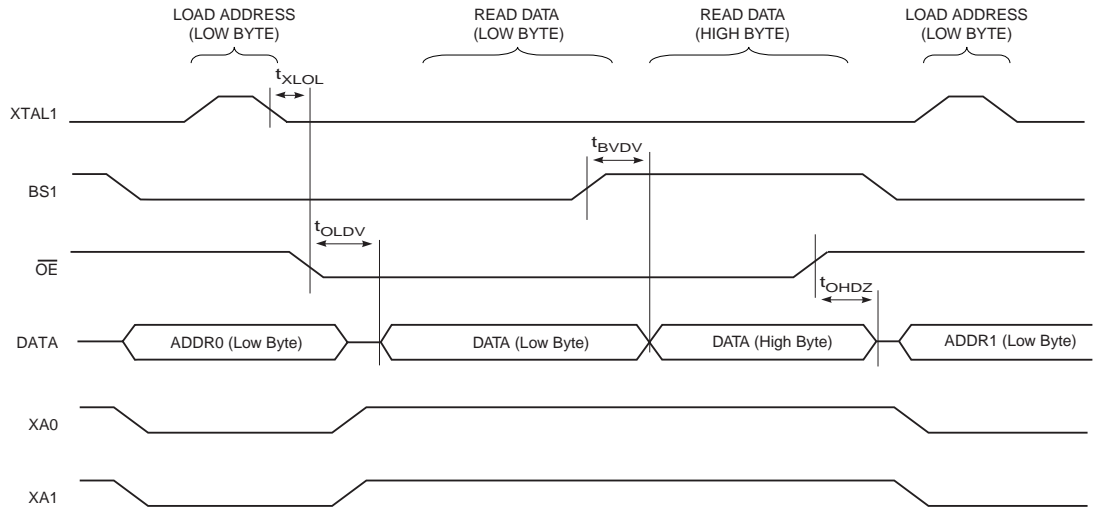 LOAD ADDRESS
(LOW BYTE)
READ DATA
(LOW BYTE)
READ DATA
(HIGH BYTE)
LOAD ADDRESS
(LOW BYTE)
tXLOL
XTAL1
tBVDV
BS1
tOLDV
OE
tOHDZ
DATA
ADDR0 (Low Byte)
DATA (Low Byte)
DATA (High Byte)
ADDR1 (Low Byte)
XA0
XA1